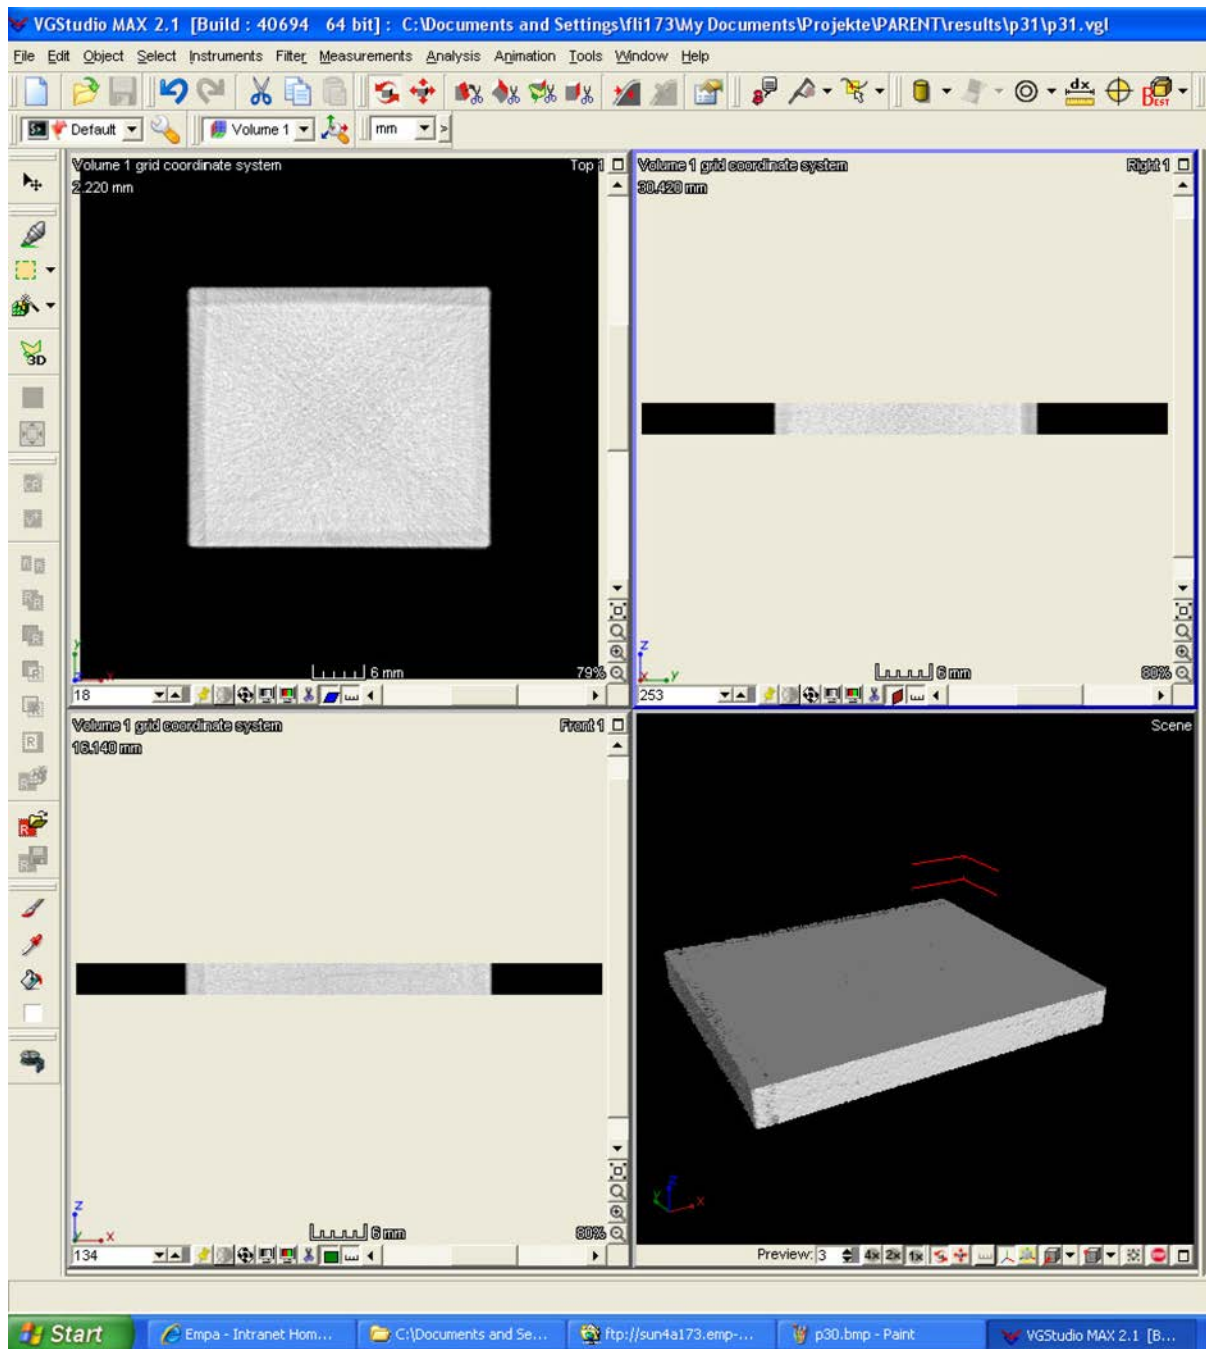 VGStudio MAX 2.1 [Build : 40694 64 bit] : C:\Documents and Settings\fli173\My Documents\Projekte\PARENT\results\p31\p31.vgl
File Edit Object Select Instruments Filter Measurements Analysis Animation Tools Window Help
dx
BEST
Default Volume 1 mm >
Volume 1 grid coordinate system Top 1
2.220 mm
Volume 1 grid coordinate system Right 1
30.420 mm
3D
CR
R
y
z x
6 mm 79%
18
z
x y
6 mm 80%
253
Volume 1 grid coordinate system Front 1
16.140 mm
Scene
z
y x
6 mm 80%
134
z
y x
Preview: 3 4x 2x 1x
Start Empa - Intranet Hom... C:\Documents and Se... ftp://sun4a173.emp-... p30.bmp - Paint VGStudio MAX 2.1 [B...